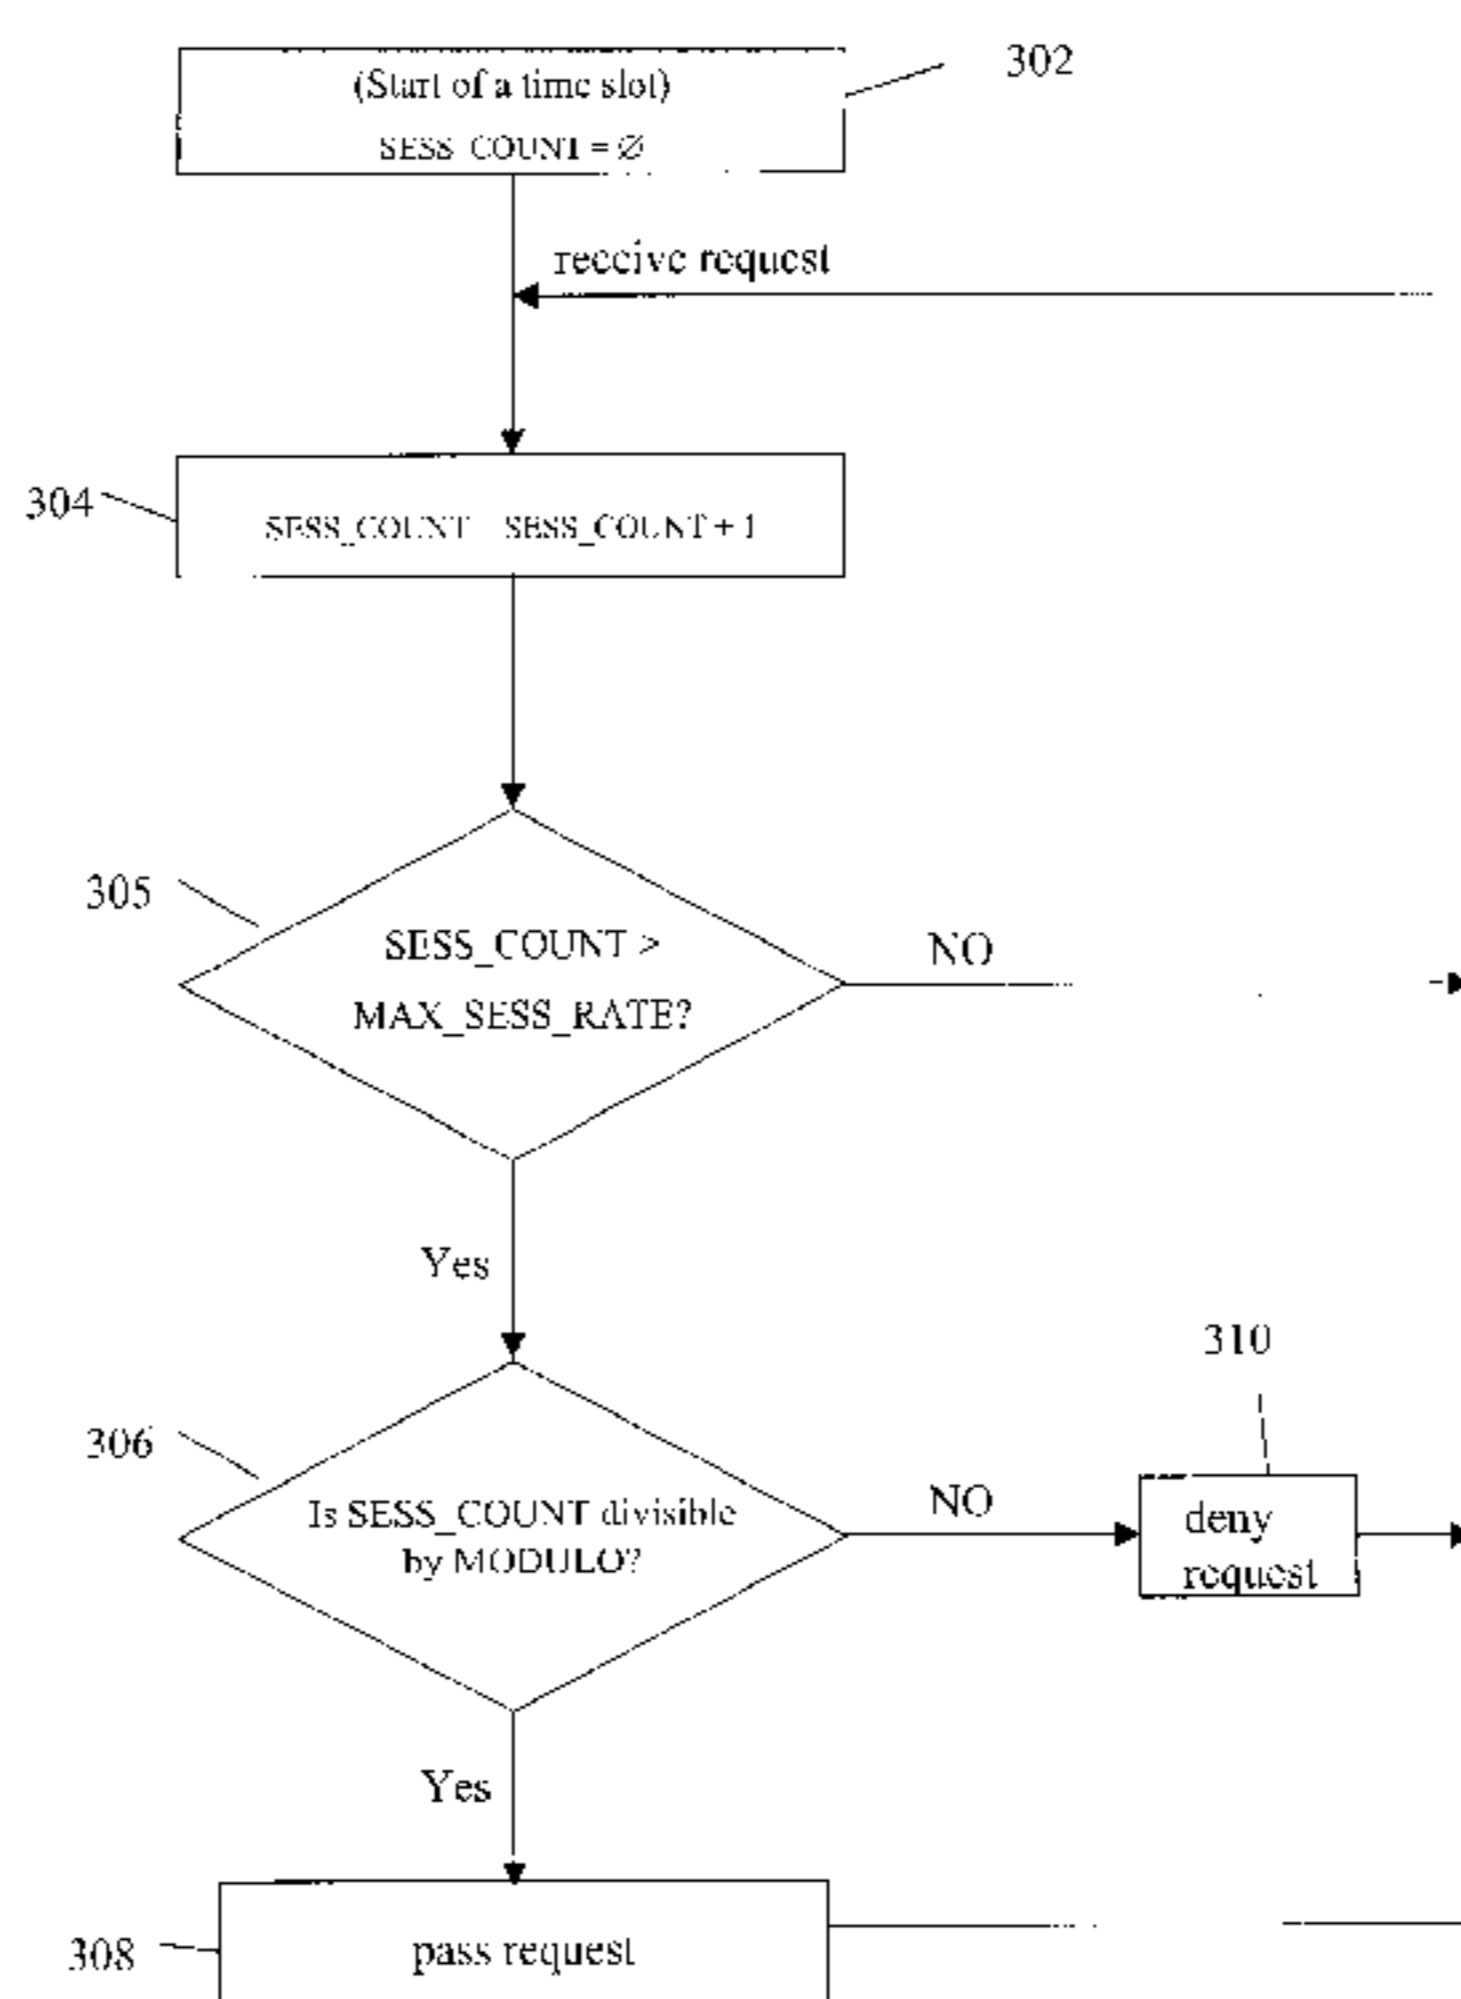 (Start of a time slot)
302
SESS_COUNT = Ø
receive request
304
SESS_COUNT SESS_COUNT + 1
305
SESS_COUNT >
MAX_SESS_RATE?
NO
Yes
310
306
Is SESS_COUNT divisible
by MODULO?
NO
deny
request
Yes
308
pass request